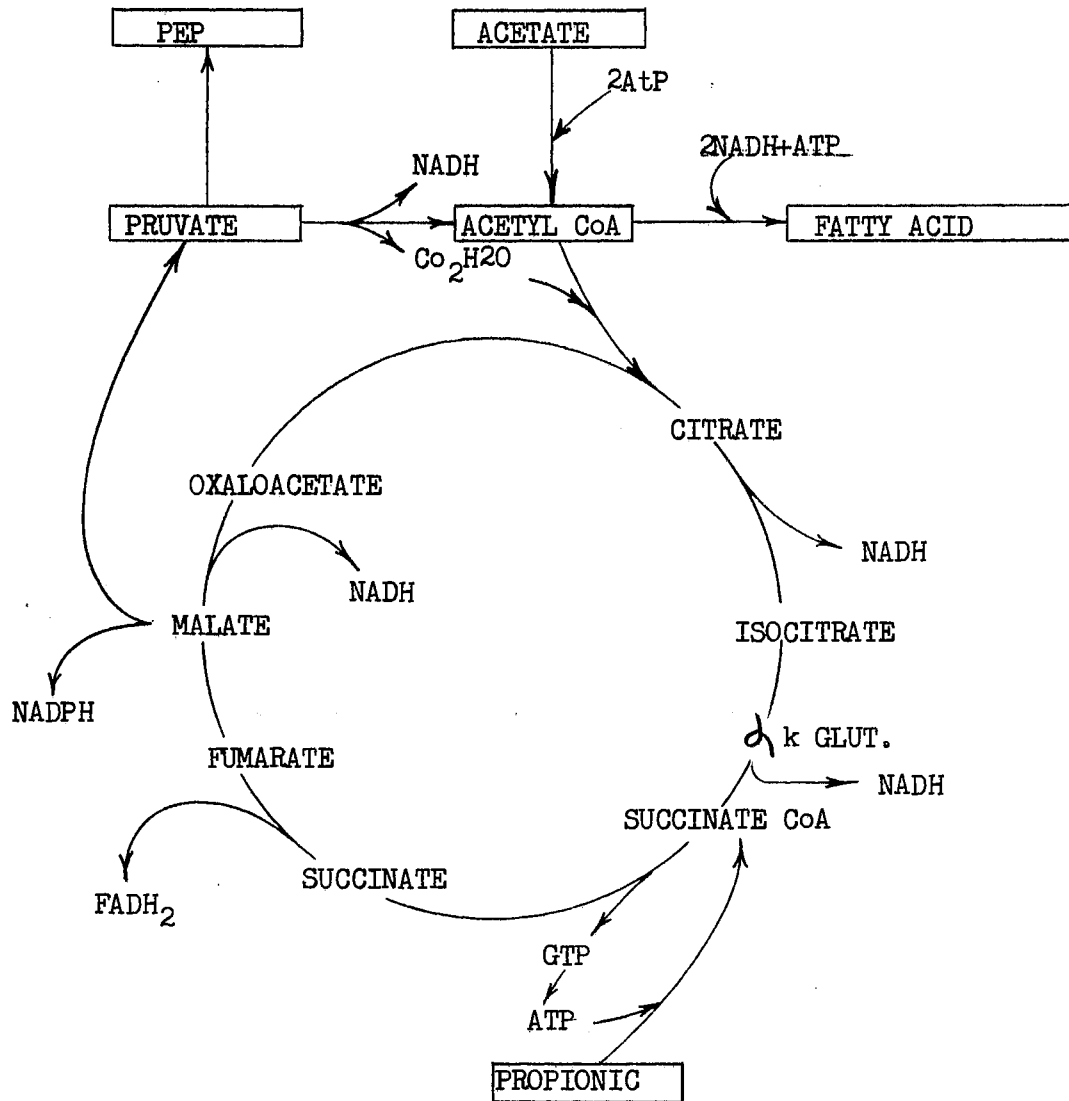 PEP
ACETATE
2AtP
2NADH+ATP
NADH
PRUVATE
ACETYL CoA
FATTY ACID
Co2H2O
CITRATE
OXALOACETATE
NADH
NADH
MALATE
ISOCITRATE
NADPH
α k GLUT.
FUMARATE
NADH
SUCCINATE CoA
SUCCINATE
FADH2
GTP
ATP
PROPIONIC